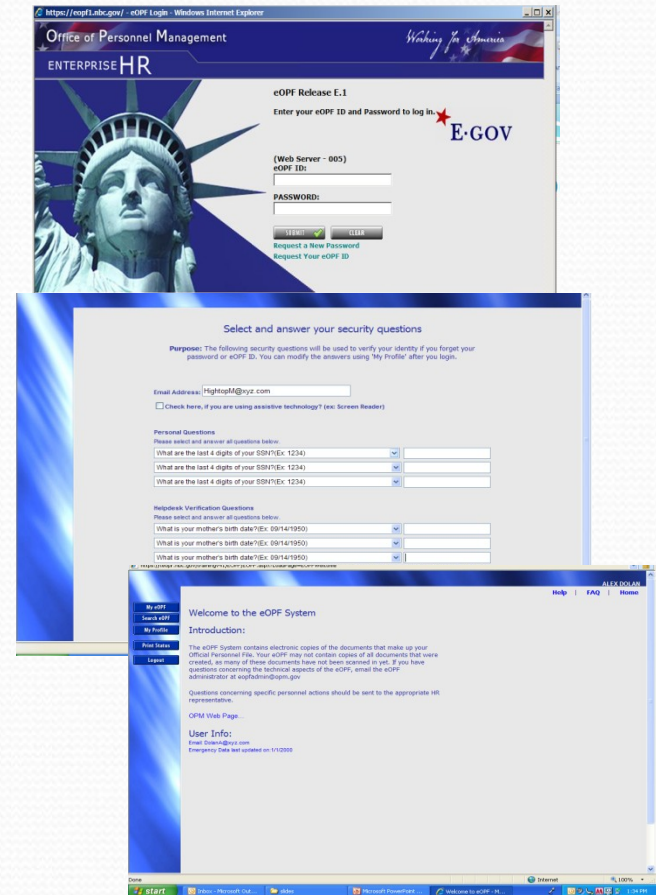 https://eopf1.nbc.gov/ - eOPF Login - Windows Internet Explorer
Office of Personnel Management
Working for America
ENTERPRISE HR
eOPF Release E.1
Enter your eOPF ID and Password to log in.
E-GOV
(Web Server - 005)
eOPF ID:
PASSWORD:
SUBMIT
CLEAR
Request a New Password
Request Your eOPF ID
Select and answer your security questions
Purpose: The following security questions will be used to verify your identity if you forget your
password or eOPF ID. You can modify the answers using 'My Profile' after you login.
Email Address: HightopM@xyz.com
Check here, if you are using assistive technology? (ex: Screen Reader)
Personal Questions
Please select and answer all questions below.
What are the last 4 digits of your SSN?(Ex: 1234)
What are the last 4 digits of your SSN?(Ex: 1234)
What are the last 4 digits of your SSN?(Ex: 1234)
Helpdesk Verification Questions
Please select and answer all questions below.
What is your mother's birth date?(Ex: 09/14/1950)
What is your mother's birth date?(Ex: 09/14/1950)
What is your mother's birth date?(Ex: 09/14/1950)
ALEX DOLAN
Help | FAQ | Home
My eOPF
Search eOPF
My Profile
Print Status
Logout
Welcome to the eOPF System
Introduction:
The eOPF System contains electronic copies of the documents that make up your
Official Personnel File. Your eOPF may not contain copies of all documents that were
created, as many of these documents have not been scanned in yet. If you have
questions concerning the technical aspects of the eOPF, email the eOPF
administrator at eopfadmin@opm.gov
Questions concerning specific personnel actions should be sent to the appropriate HR
representative.
OPM Web Page...
User Info:
Email: DolanA@xyz.com
Emergency Data last updated on 1/1/2000
Done
Internet
100%
start
Inbox - Microsoft Out...
slides
Microsoft PowerPoint ...
Welcome to eOPF - M...
1:34 PM